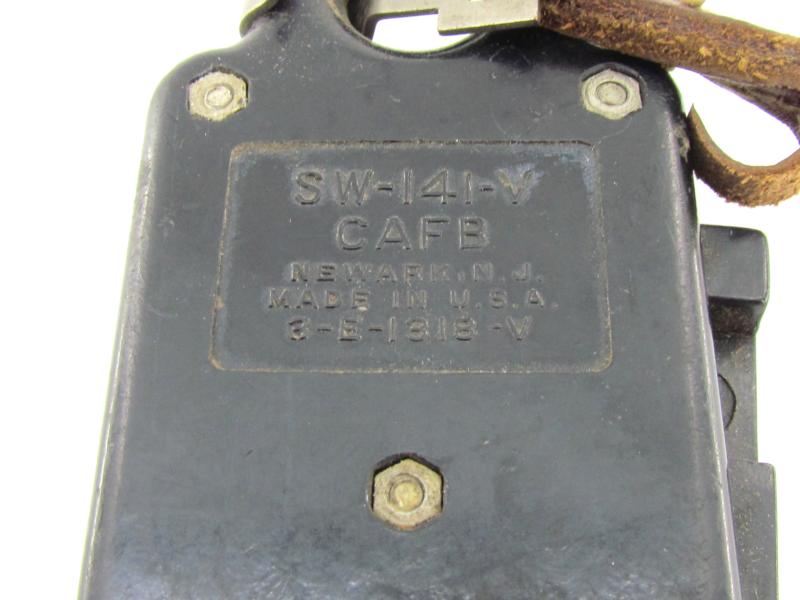 SW-141-V
CAFB
NEWARK, N.J.
MADE IN U.S.A.
3-E-1318-V